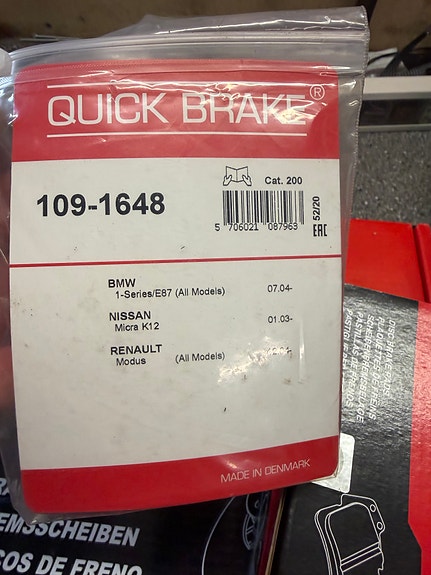 QUICK BRAKE®
Cat. 200
109-1648
5 706021 087963
52/20
EAC
BMW
1-Series/E87 (All Models) 07.04-
NISSAN
Micra K12 01.03-
RENAULT
Modus (All Models)
MADE IN DENMARK
EMSSCHEIBEN
COS DE FRENO